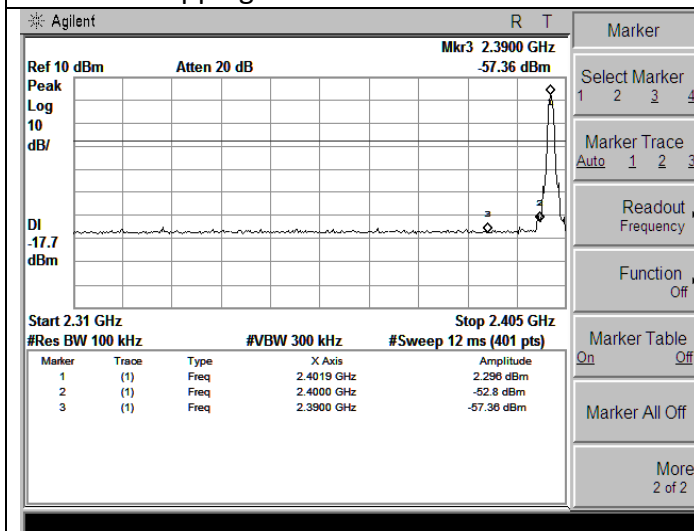 Agilent R T
Mkr3 2.3900 GHz
Ref 10 dBm Atten 20 dB -57.36 dBm
Peak
Log
10
dB/
3
2
DI
-17.7
dBm
Start 2.31 GHz Stop 2.405 GHz
#Res BW 100 kHz #VBW 300 kHz #Sweep 12 ms (401 pts)
Marker Trace Type X Axis Amplitude
1 (1) Freq 2.4019 GHz 2.296 dBm
2 (1) Freq 2.4000 GHz -52.8 dBm
3 (1) Freq 2.3900 GHz -57.36 dBm
Marker
Select Marker
1 2 3 4
Marker Trace
Auto 1 2 3
Readout
Frequency
Function
Off
Marker Table
On Off
Marker All Off
More
2 of 2